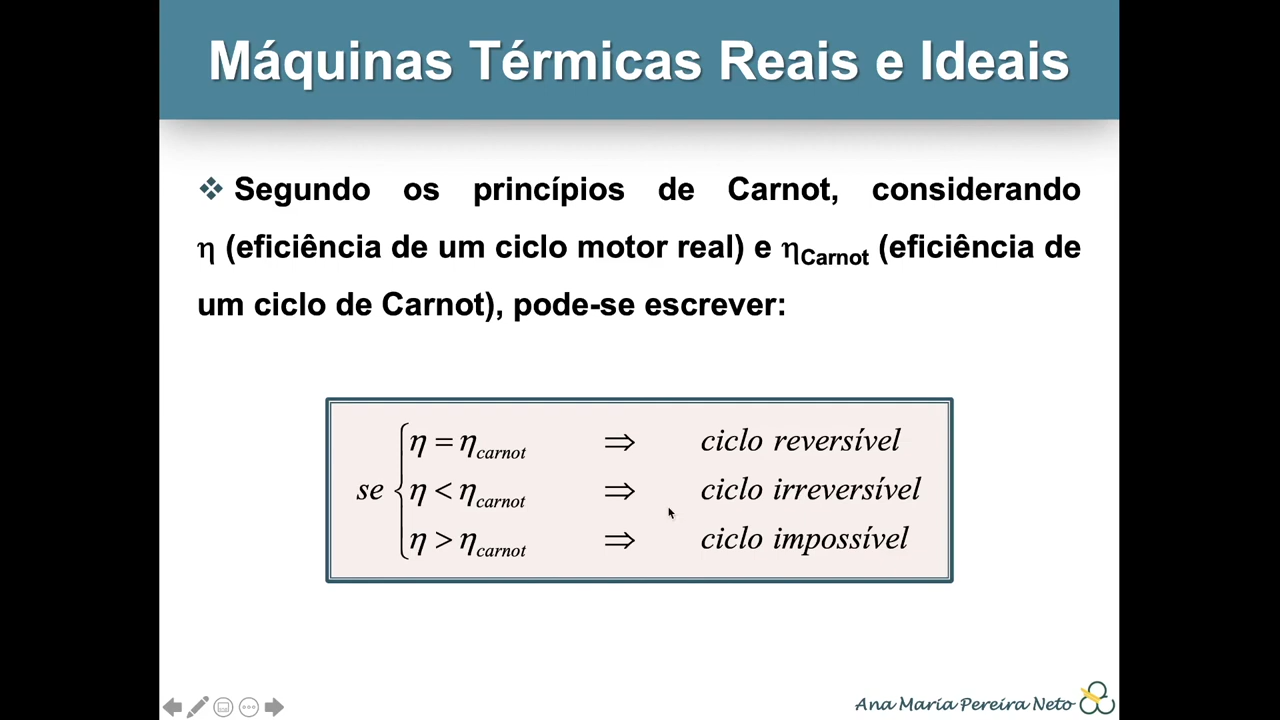 Máquinas Térmicas Reais e Ideais
❖ Segundo os princípios de Carnot, considerando
η (eficiência de um ciclo motor real) e ηCarnot (eficiência de
um ciclo de Carnot), pode-se escrever:
η = ηcarnot ⇒ ciclo reversível
se { η < ηcarnot ⇒ ciclo irreversível
η > ηcarnot ⇒ ciclo impossível
Ana Maria Pereira Neto